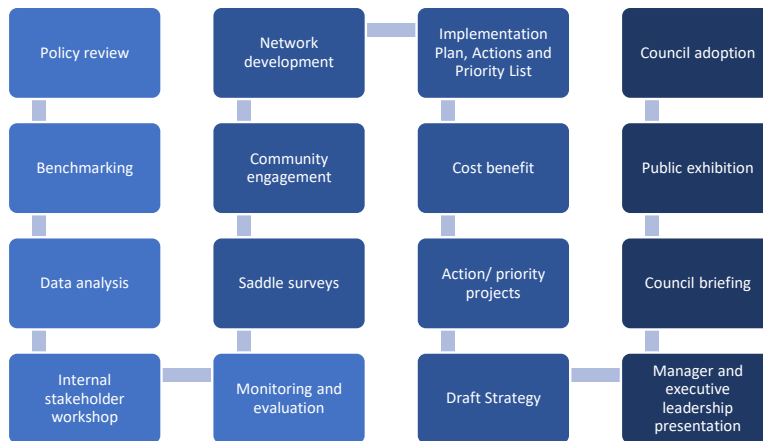 Policy review
Benchmarking
Data analysis
Internal
stakeholder
workshop
Monitoring and
evaluation
Saddle surveys
Community
engagement
Network
development
Implementation
Plan, Actions and
Priority List
Cost benefit
Action/ priority
projects
Draft Strategy
Manager and
executive
leadership
presentation
Council briefing
Public exhibition
Council adoption